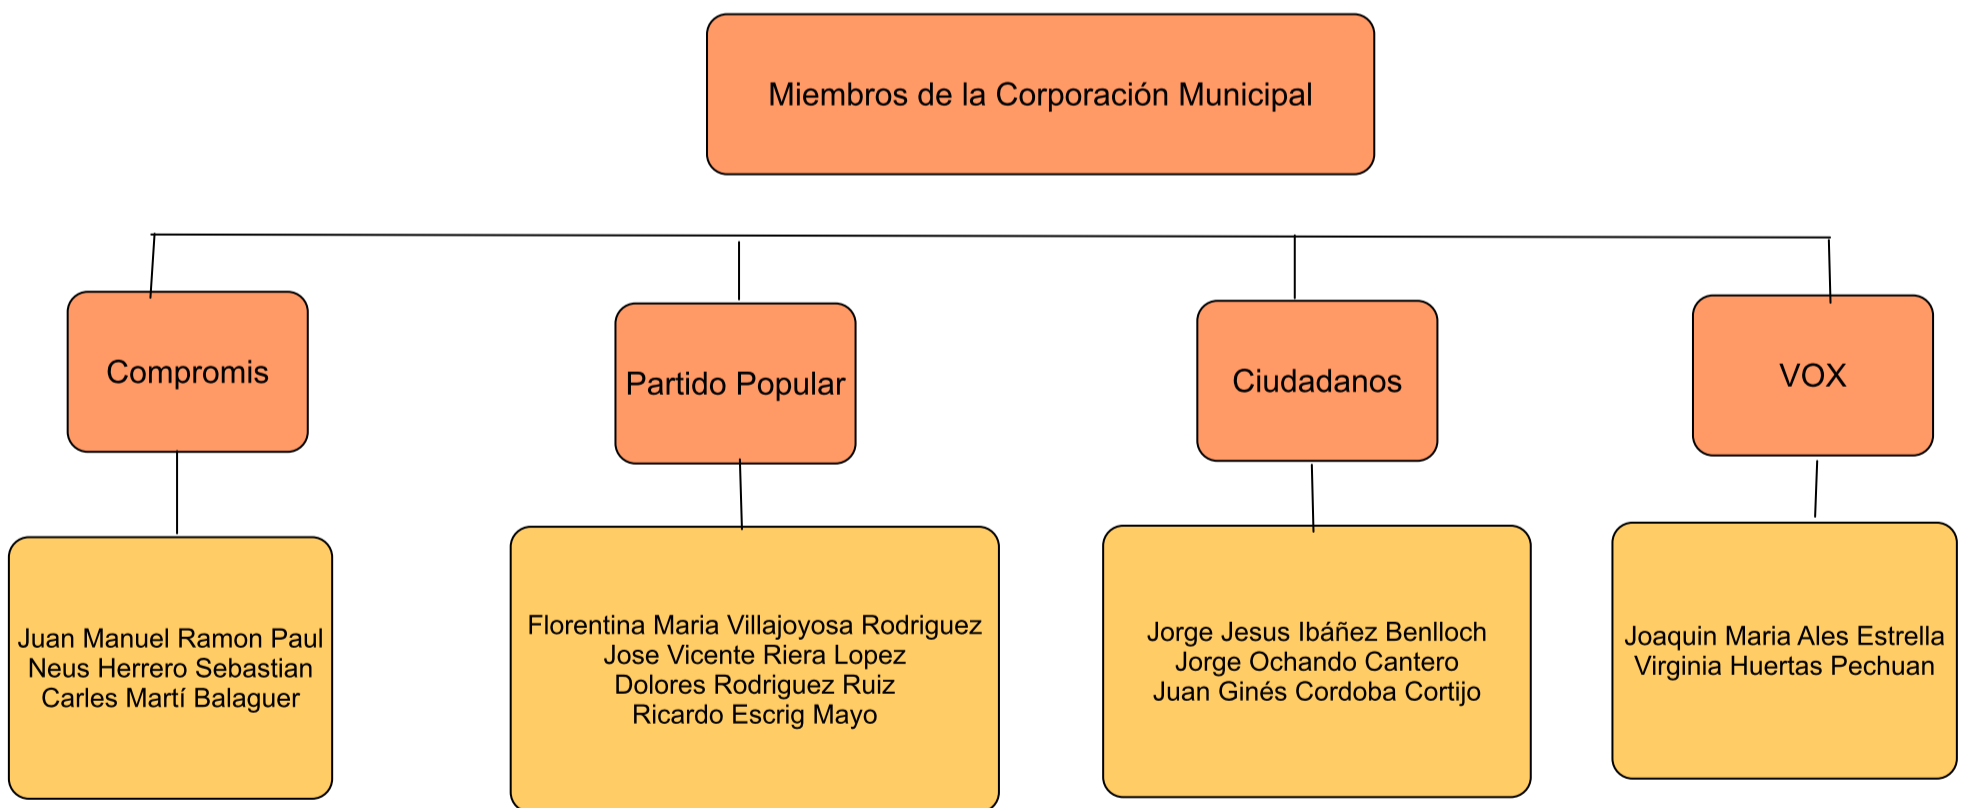 Miembros de la Corporación Municipal
Compromis
Partido Popular
Ciudadanos
VOX
Juan Manuel Ramon Paul
Neus Herrero Sebastian
Carles Martí Balaguer
Florentina Maria Villajoyosa Rodriguez
Jose Vicente Riera Lopez
Dolores Rodriguez Ruiz
Ricardo Escrig Mayo
Jorge Jesus Ibáñez Benlloch
Jorge Ochando Cantero
Juan Ginés Cordoba Cortijo
Joaquin Maria Ales Estrella
Virginia Huertas Pechuan